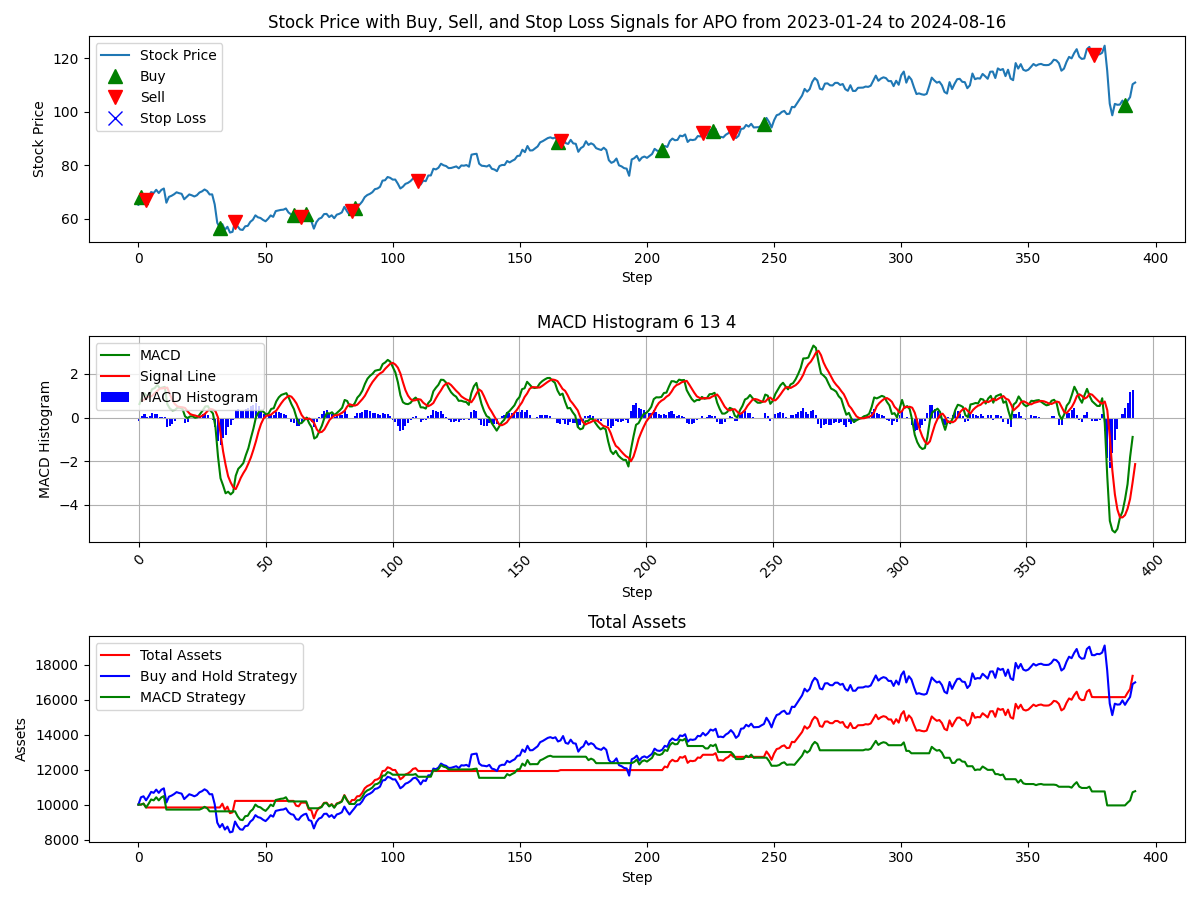 Stock Price with Buy, Sell, and Stop Loss Signals for APO from 2023-01-24 to 2024-08-16
Stock Price
120
100
80
60
Stock Price
Buy
Sell
Stop Loss
0 50 100 150 200 250 300 350 400
Step
MACD Histogram 6 13 4
MACD Histogram
2
0
−2
−4
MACD
Signal Line
MACD Histogram
0 50 100 150 200 250 300 350 400
Step
Total Assets
Assets
18000
16000
14000
12000
10000
8000
Total Assets
Buy and Hold Strategy
MACD Strategy
0 50 100 150 200 250 300 350 400
Step